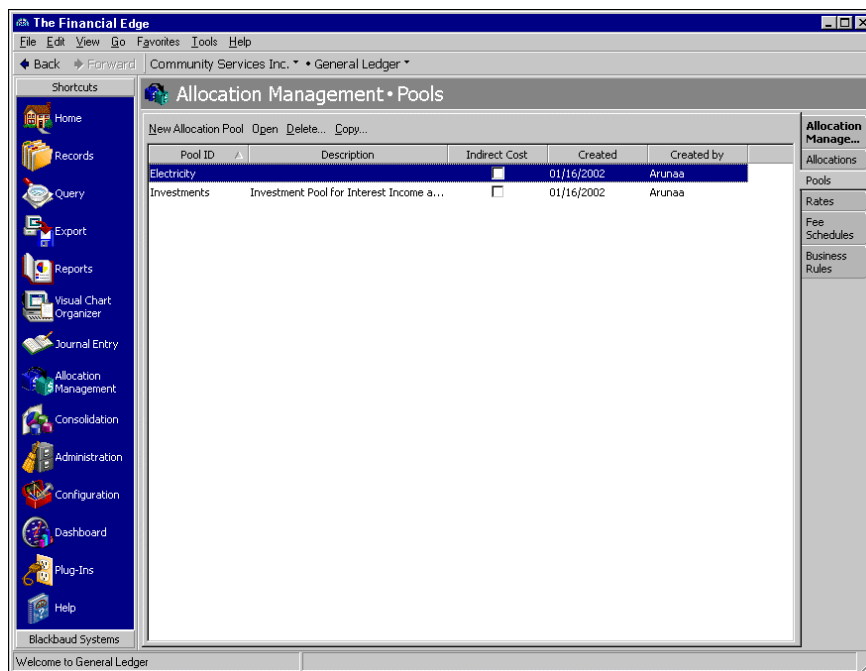 The Financial Edge
File Edit View Go Favorites Tools Help
Back Forward Community Services Inc. • General Ledger
Shortcuts
Home
Records
Query
Export
Reports
Visual Chart
Organizer
Journal Entry
Allocation
Management
Consolidation
Administration
Configuration
Dashboard
Plug-Ins
Help
Blackbaud Systems
Allocation Management • Pools
New Allocation Pool Open Delete... Copy...
Pool ID Description Indirect Cost Created Created by
Electricity 01/16/2002 Arunaa
Investments Investment Pool for Interest Income a... 01/16/2002 Arunaa
Allocation
Manage...
Allocations
Pools
Rates
Fee
Schedules
Business
Rules
Welcome to General Ledger